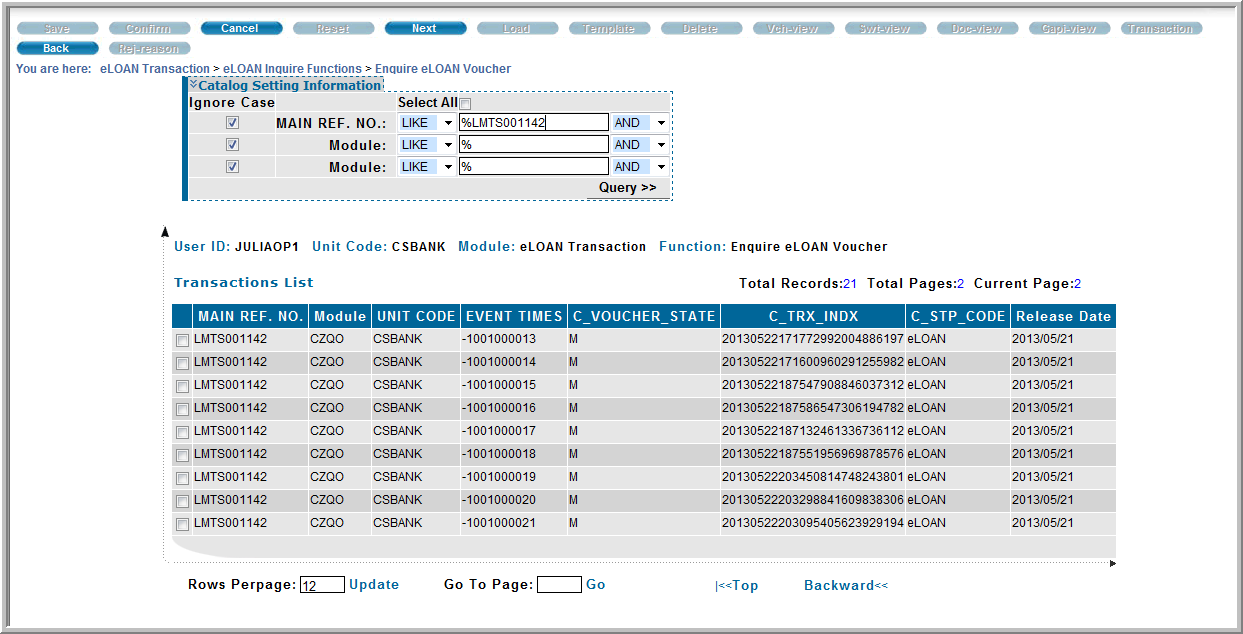 Save Confirm Cancel Reset Next Load Template Delete Vch-view Swt-view Doc-view Gapi-view Transaction
Back Rej-reason
You are here: eLOAN Transaction > eLOAN Inquire Functions > Enquire eLOAN Voucher
Catalog Setting Information
Ignore Case Select All
MAIN REF. NO.: LIKE %LMTS001142 AND
Module: LIKE % AND
Module: LIKE % AND
Query >>
User ID: JULIAOP1 Unit Code: CSBANK Module: eLOAN Transaction Function: Enquire eLOAN Voucher
Transactions List Total Records:21 Total Pages:2 Current Page:2
MAIN REF. NO. Module UNIT CODE EVENT TIMES C_VOUCHER_STATE C_TRX_INDX C_STP_CODE Release Date
LMTS001142 CZQO CSBANK -1001000013 M 20130522171772992004886197 eLOAN 2013/05/21
LMTS001142 CZQO CSBANK -1001000014 M 20130522171600960291255982 eLOAN 2013/05/21
LMTS001142 CZQO CSBANK -1001000015 M 20130522187547908846037312 eLOAN 2013/05/21
LMTS001142 CZQO CSBANK -1001000016 M 20130522187586547306194782 eLOAN 2013/05/21
LMTS001142 CZQO CSBANK -1001000017 M 20130522187132461336736112 eLOAN 2013/05/21
LMTS001142 CZQO CSBANK -1001000018 M 20130522187551956969878576 eLOAN 2013/05/21
LMTS001142 CZQO CSBANK -1001000019 M 20130522203450814748243801 eLOAN 2013/05/21
LMTS001142 CZQO CSBANK -1001000020 M 20130522203298841609838306 eLOAN 2013/05/21
LMTS001142 CZQO CSBANK -1001000021 M 20130522203095405623929194 eLOAN 2013/05/21
Rows Perpage: 12 Update Go To Page: Go |<<Top Backward<<